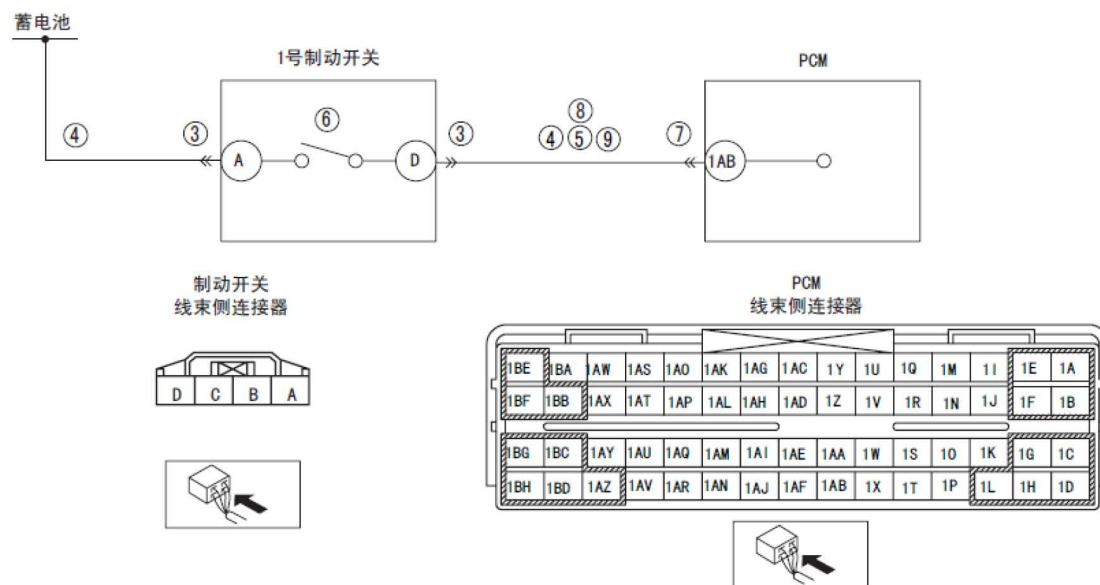 蓄电池
1号制动开关
PCM
④ ③ A ⑥ D ③ ⑧ ⑦ 1AB
④ ⑤ ⑨
制动开关
线束侧连接器
D C B A
PCM
线束侧连接器
1BE 1BA 1AW 1AS 1AO 1AK 1AG 1AC 1Y 1U 1Q 1M 1I 1E 1A
1BF 1BB 1AX 1AT 1AP 1AL 1AH 1AD 1Z 1V 1R 1N 1J 1F 1B
1BG 1BC 1AY 1AU 1AQ 1AM 1AI 1AE 1AA 1W 1S 1O 1K 1G 1C
1BH 1BD 1AZ 1AV 1AR 1AN 1AJ 1AF 1AB 1X 1T 1P 1L 1H 1D